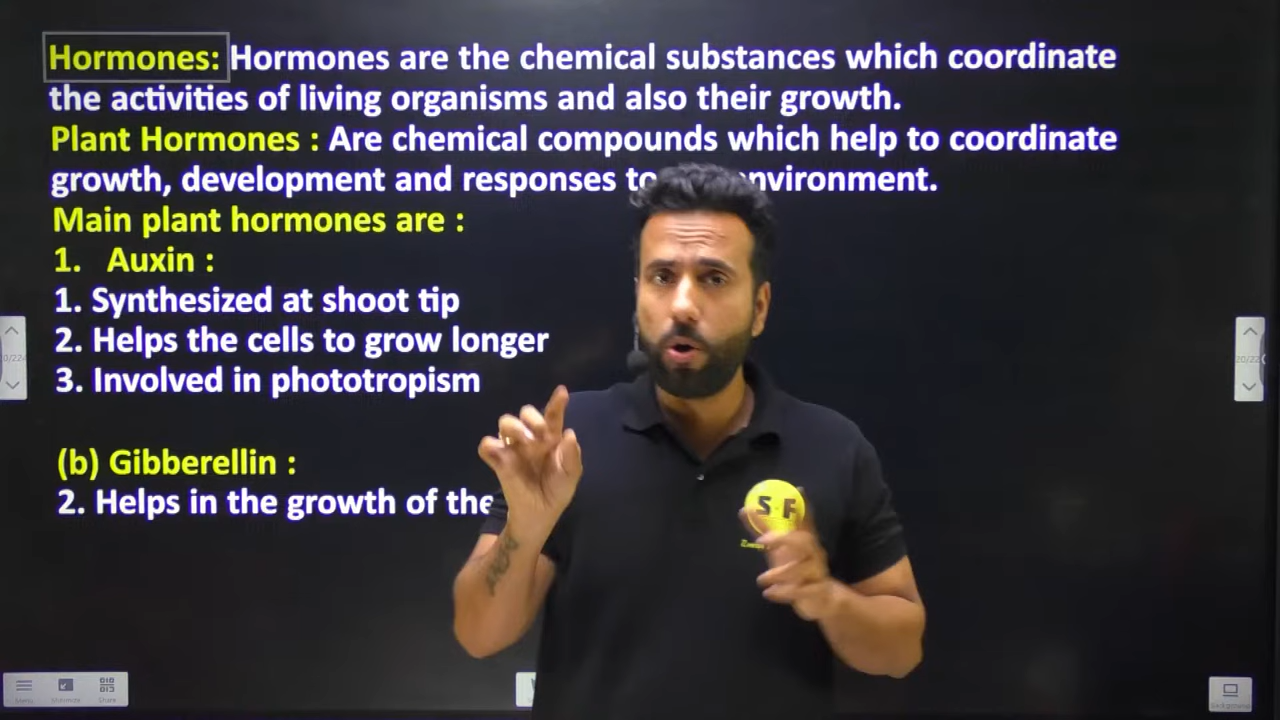 Hormones: Hormones are the chemical substances which coordinate
the activities of living organisms and also their growth.
Plant Hormones : Are chemical compounds which help to coordinate
growth, development and responses to environment.
Main plant hormones are :
1. Auxin :
1. Synthesized at shoot tip
2. Helps the cells to grow longer
3. Involved in phototropism
(b) Gibberellin :
2. Helps in the growth of the
S F
Menu
Share